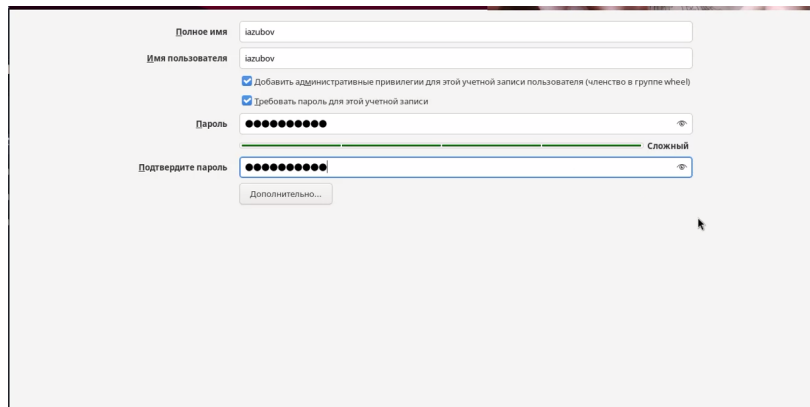 Полное имя iazubov
Имя пользователя iazubov
Добавить административные привилегии для этой учетной записи пользователя (членство в группе wheel)
Требовать пароль для этой учетной записи
Пароль ●●●●●●●●●●
Сложный
Подтвердите пароль ●●●●●●●●●●
Дополнительно...